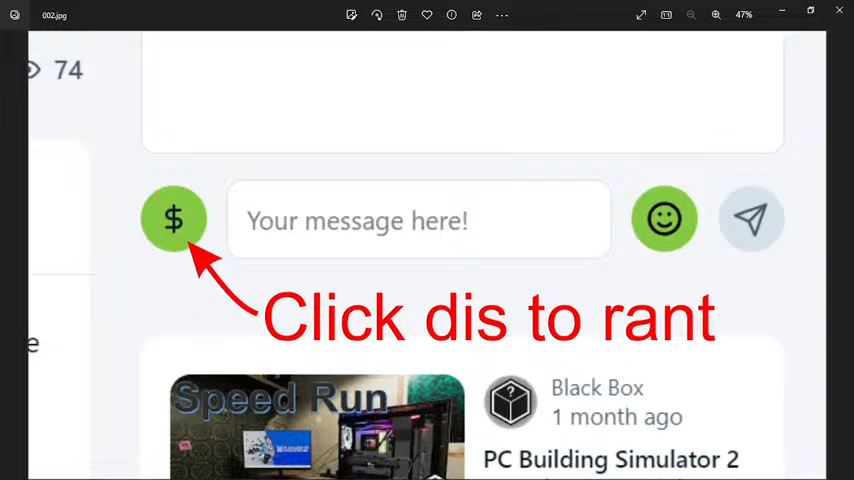 002.jpg
47%
74
$
Your message here!
Click dis to rant
e
Speed Run
Black Box
1 month ago
PC Building Simulator 2